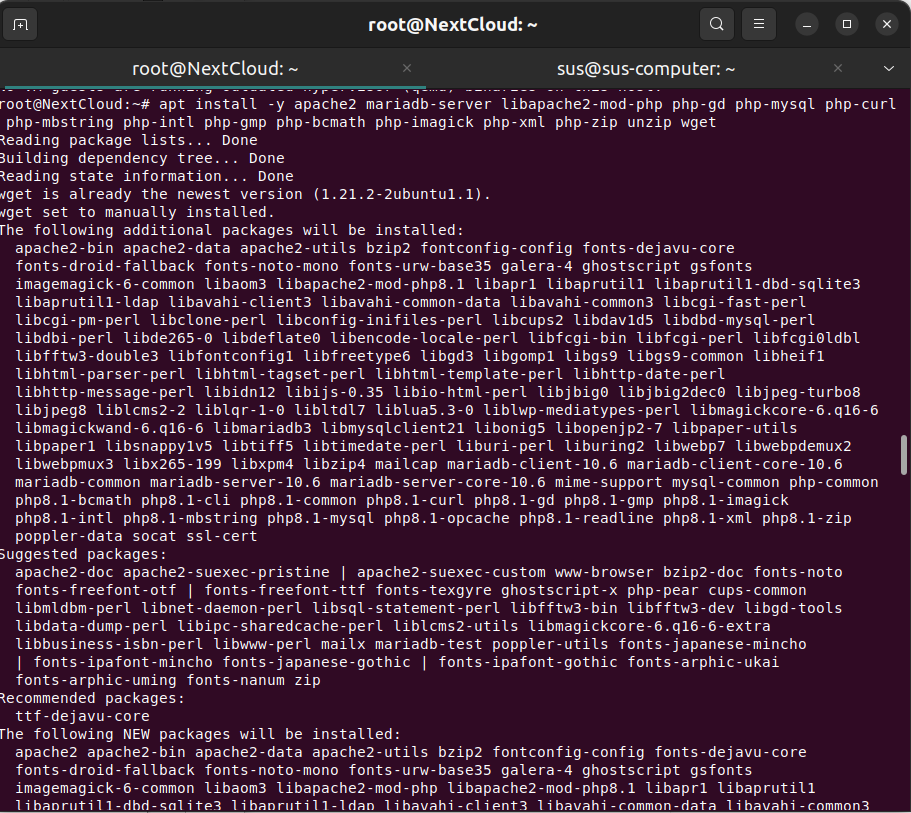 root@NextCloud: ~
root@NextCloud: ~
sus@sus-computer: ~
root@NextCloud:~# apt install -y apache2 mariadb-server libapache2-mod-php php-gd php-mysql php-curl
php-mbstring php-intl php-gmp php-bcmath php-imagick php-xml php-zip unzip wget
Reading package lists... Done
Building dependency tree... Done
Reading state information... Done
wget is already the newest version (1.21.2-2ubuntu1.1).
wget set to manually installed.
The following additional packages will be installed:
apache2-bin apache2-data apache2-utils bzip2 fontconfig-config fonts-dejavu-core
fonts-droid-fallback fonts-noto-mono fonts-urw-base35 galera-4 ghostscript gsfonts
imagemagick-6-common libaom3 libapache2-mod-php8.1 libapr1 libaprutil1 libaprutil1-dbd-sqlite3
libaprutil1-ldap libavahi-client3 libavahi-common-data libavahi-common3 libcgi-fast-perl
libcgi-pm-perl libclone-perl libconfig-inifiles-perl libcups2 libdav1d5 libdbd-mysql-perl
libdbi-perl libde265-0 libdeflate0 libencode-locale-perl libfcgi-bin libfcgi-perl libfcgi0ldbl
libfftw3-double3 libfontconfig1 libfreetype6 libgd3 libgomp1 libgs9 libgs9-common libheif1
libhtml-parser-perl libhtml-tagset-perl libhtml-template-perl libhttp-date-perl
libhttp-message-perl libidn12 libijs-0.35 libio-html-perl libjbig0 libjbig2dec0 libjpeg-turbo8
libjpeg8 liblcms2-2 liblqr-1-0 libltdl7 liblua5.3-0 liblwp-mediatypes-perl libmagickcore-6.q16-6
libmagickwand-6.q16-6 libmariadb3 libmysqlclient21 libonig5 libopenjp2-7 libpaper-utils
libpaper1 libsnappy1v5 libtiff5 libtimedate-perl liburi-perl liburing2 libwebp7 libwebpdemux2
libwebpmux3 libx265-199 libxpm4 libzip4 mailcap mariadb-client-10.6 mariadb-client-core-10.6
mariadb-common mariadb-server-10.6 mariadb-server-core-10.6 mime-support mysql-common php-common
php8.1-bcmath php8.1-cli php8.1-common php8.1-curl php8.1-gd php8.1-gmp php8.1-imagick
php8.1-intl php8.1-mbstring php8.1-mysql php8.1-opcache php8.1-readline php8.1-xml php8.1-zip
poppler-data socat ssl-cert
Suggested packages:
apache2-doc apache2-suexec-pristine | apache2-suexec-custom www-browser bzip2-doc fonts-noto
fonts-freefont-otf | fonts-freefont-ttf fonts-texgyre ghostscript-x php-pear cups-common
libmldbm-perl libnet-daemon-perl libsql-statement-perl libfftw3-bin libfftw3-dev libgd-tools
libdata-dump-perl libipc-sharedcache-perl liblcms2-utils libmagickcore-6.q16-6-extra
libbusiness-isbn-perl libwww-perl mailx mariadb-test poppler-utils fonts-japanese-mincho
| fonts-ipafont-mincho fonts-japanese-gothic | fonts-ipafont-gothic fonts-arphic-ukai
fonts-arphic-uming fonts-nanum zip
Recommended packages:
ttf-dejavu-core
The following NEW packages will be installed:
apache2 apache2-bin apache2-data apache2-utils bzip2 fontconfig-config fonts-dejavu-core
fonts-droid-fallback fonts-noto-mono fonts-urw-base35 galera-4 ghostscript gsfonts
imagemagick-6-common libaom3 libapache2-mod-php libapache2-mod-php8.1 libapr1 libaprutil1
libaprutil1-dbd-sqlite3 libaprutil1-ldap libavahi-client3 libavahi-common-data libavahi-common3